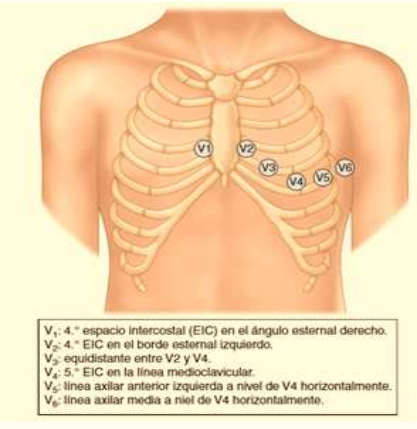 V1 V2
V3
V4
V5
V6
V₁: 4.° espacio intercostal (EIC) en el ángulo esternal derecho.
V₂: 4.° EIC en el borde esternal izquierdo.
V₃: equidistante entre V2 y V4.
V₄: 5.° EIC en la línea medioclavicular.
V₅: línea axilar anterior izquierda a nivel de V4 horizontalmente.
V₆: línea axilar media a niel de V4 horizontalmente.